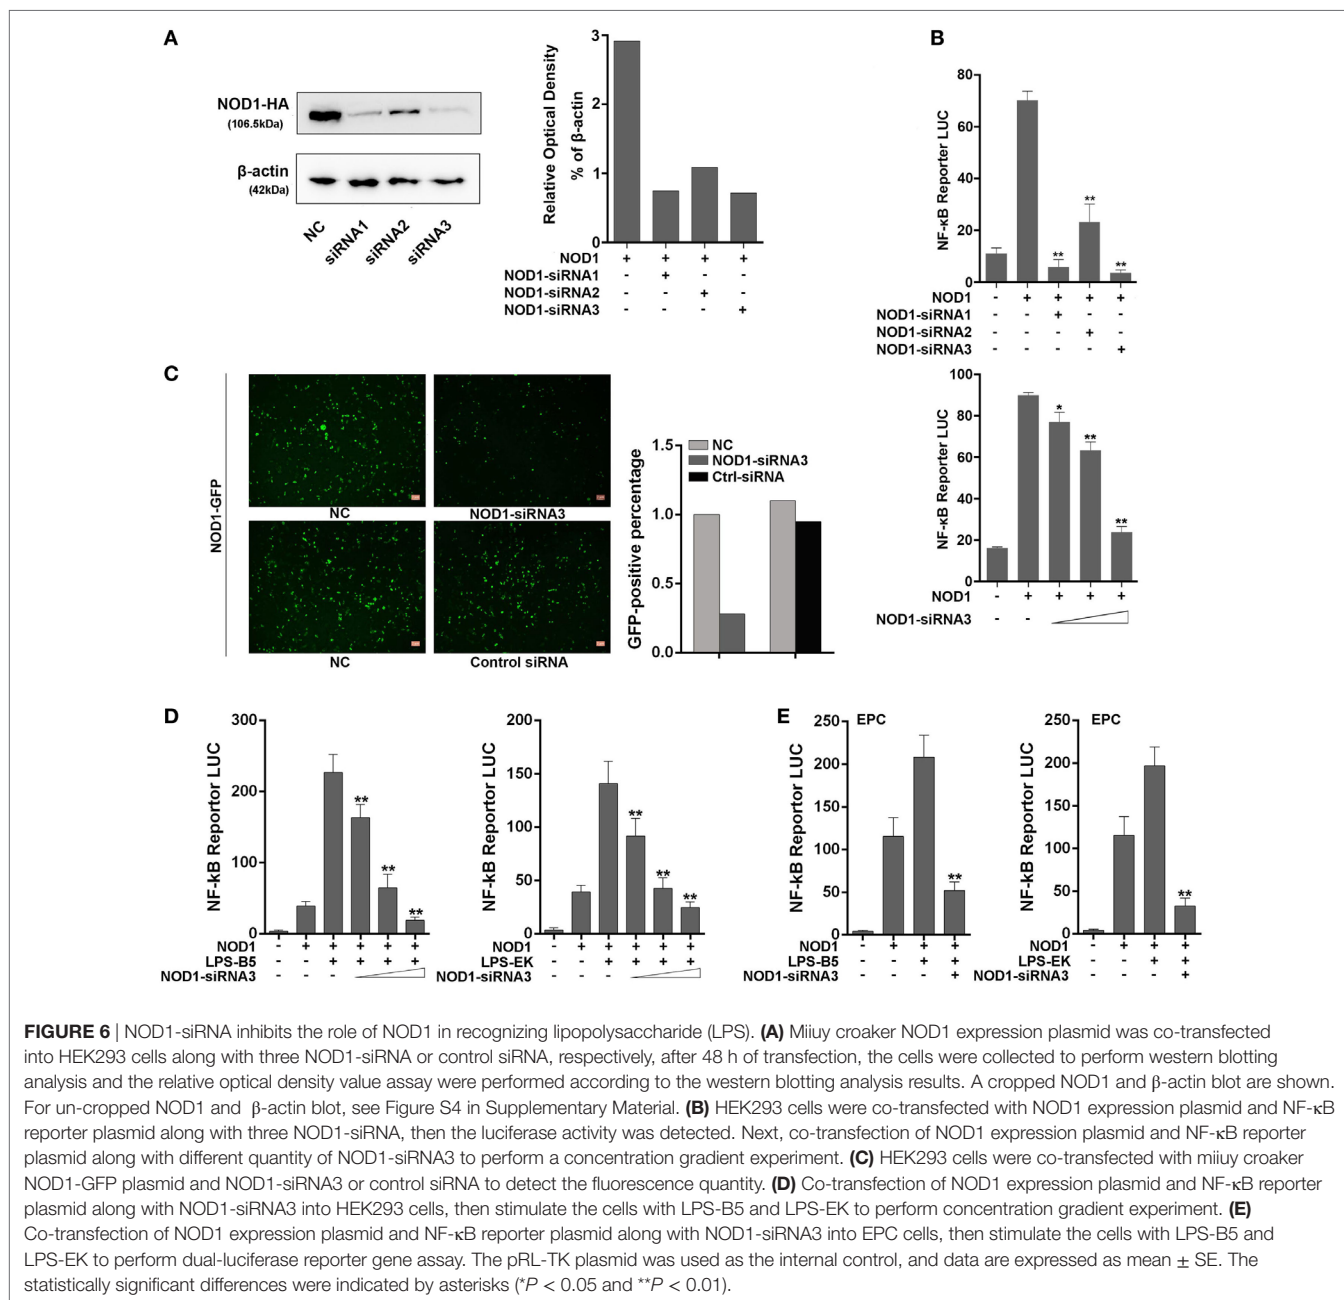 A
NOD1-HA
(106.5kDa)
β-actin
(42kDa)
NC
siRNA1
siRNA2
siRNA3
Relative Optical Density
% of β-actin
3
2
1
0
NOD1 + + + +
NOD1-siRNA1 - + - -
NOD1-siRNA2 - - + -
NOD1-siRNA3 - - - +
B
NF-κB Reporter LUC
80
60
40
20
0
** ** **
NOD1 - + + + +
NOD1-siRNA1 - - + - -
NOD1-siRNA2 - - - + -
NOD1-siRNA3 - - - - +
NF-κB Reporter LUC
100
80
60
40
20
0
* ** **
NOD1 - + + + +
NOD1-siRNA3 - -
C
NOD1-GFP
NC
NOD1-siRNA3
NC
Control siRNA
GFP-positive percentage
1.5
1.0
0.5
0.0
NC
NOD1-siRNA3
Ctrl-siRNA
D
NF-kB Reportor LUC
300
200
100
0
** ** **
NOD1 - + + + + +
LPS-B5 - - + + + +
NOD1-siRNA3 - - -
NF-kB Reportor LUC
200
150
100
50
0
** ** **
NOD1 - + + + + +
LPS-EK - - + + + +
NOD1-siRNA3 - - -
E
EPC
NF-kB Reportor LUC
250
200
150
100
50
0
**
NOD1 - + + +
LPS-B5 - - + +
NOD1-siRNA3 - - - +
EPC
NF-kB Reportor LUC
250
200
150
100
50
0
**
NOD1 - + + +
LPS-EK - - + +
NOD1-siRNA3 - - - +
FIGURE 6 | NOD1-siRNA inhibits the role of NOD1 in recognizing lipopolysaccharide (LPS). (A) Miiuy croaker NOD1 expression plasmid was co-transfected
into HEK293 cells along with three NOD1-siRNA or control siRNA, respectively, after 48 h of transfection, the cells were collected to perform western blotting
analysis and the relative optical density value assay were performed according to the western blotting analysis results. A cropped NOD1 and β-actin blot are shown.
For un-cropped NOD1 and β-actin blot, see Figure S4 in Supplementary Material. (B) HEK293 cells were co-transfected with NOD1 expression plasmid and NF-κB
reporter plasmid along with three NOD1-siRNA, then the luciferase activity was detected. Next, co-transfection of NOD1 expression plasmid and NF-κB reporter
plasmid along with different quantity of NOD1-siRNA3 to perform a concentration gradient experiment. (C) HEK293 cells were co-transfected with miiuy croaker
NOD1-GFP plasmid and NOD1-siRNA3 or control siRNA to detect the fluorescence quantity. (D) Co-transfection of NOD1 expression plasmid and NF-κB reporter
plasmid along with NOD1-siRNA3 into HEK293 cells, then stimulate the cells with LPS-B5 and LPS-EK to perform concentration gradient experiment. (E)
Co-transfection of NOD1 expression plasmid and NF-κB reporter plasmid along with NOD1-siRNA3 into EPC cells, then stimulate the cells with LPS-B5 and
LPS-EK to perform dual-luciferase reporter gene assay. The pRL-TK plasmid was used as the internal control, and data are expressed as mean ± SE. The
statistically significant differences were indicated by asterisks (*P < 0.05 and **P < 0.01).